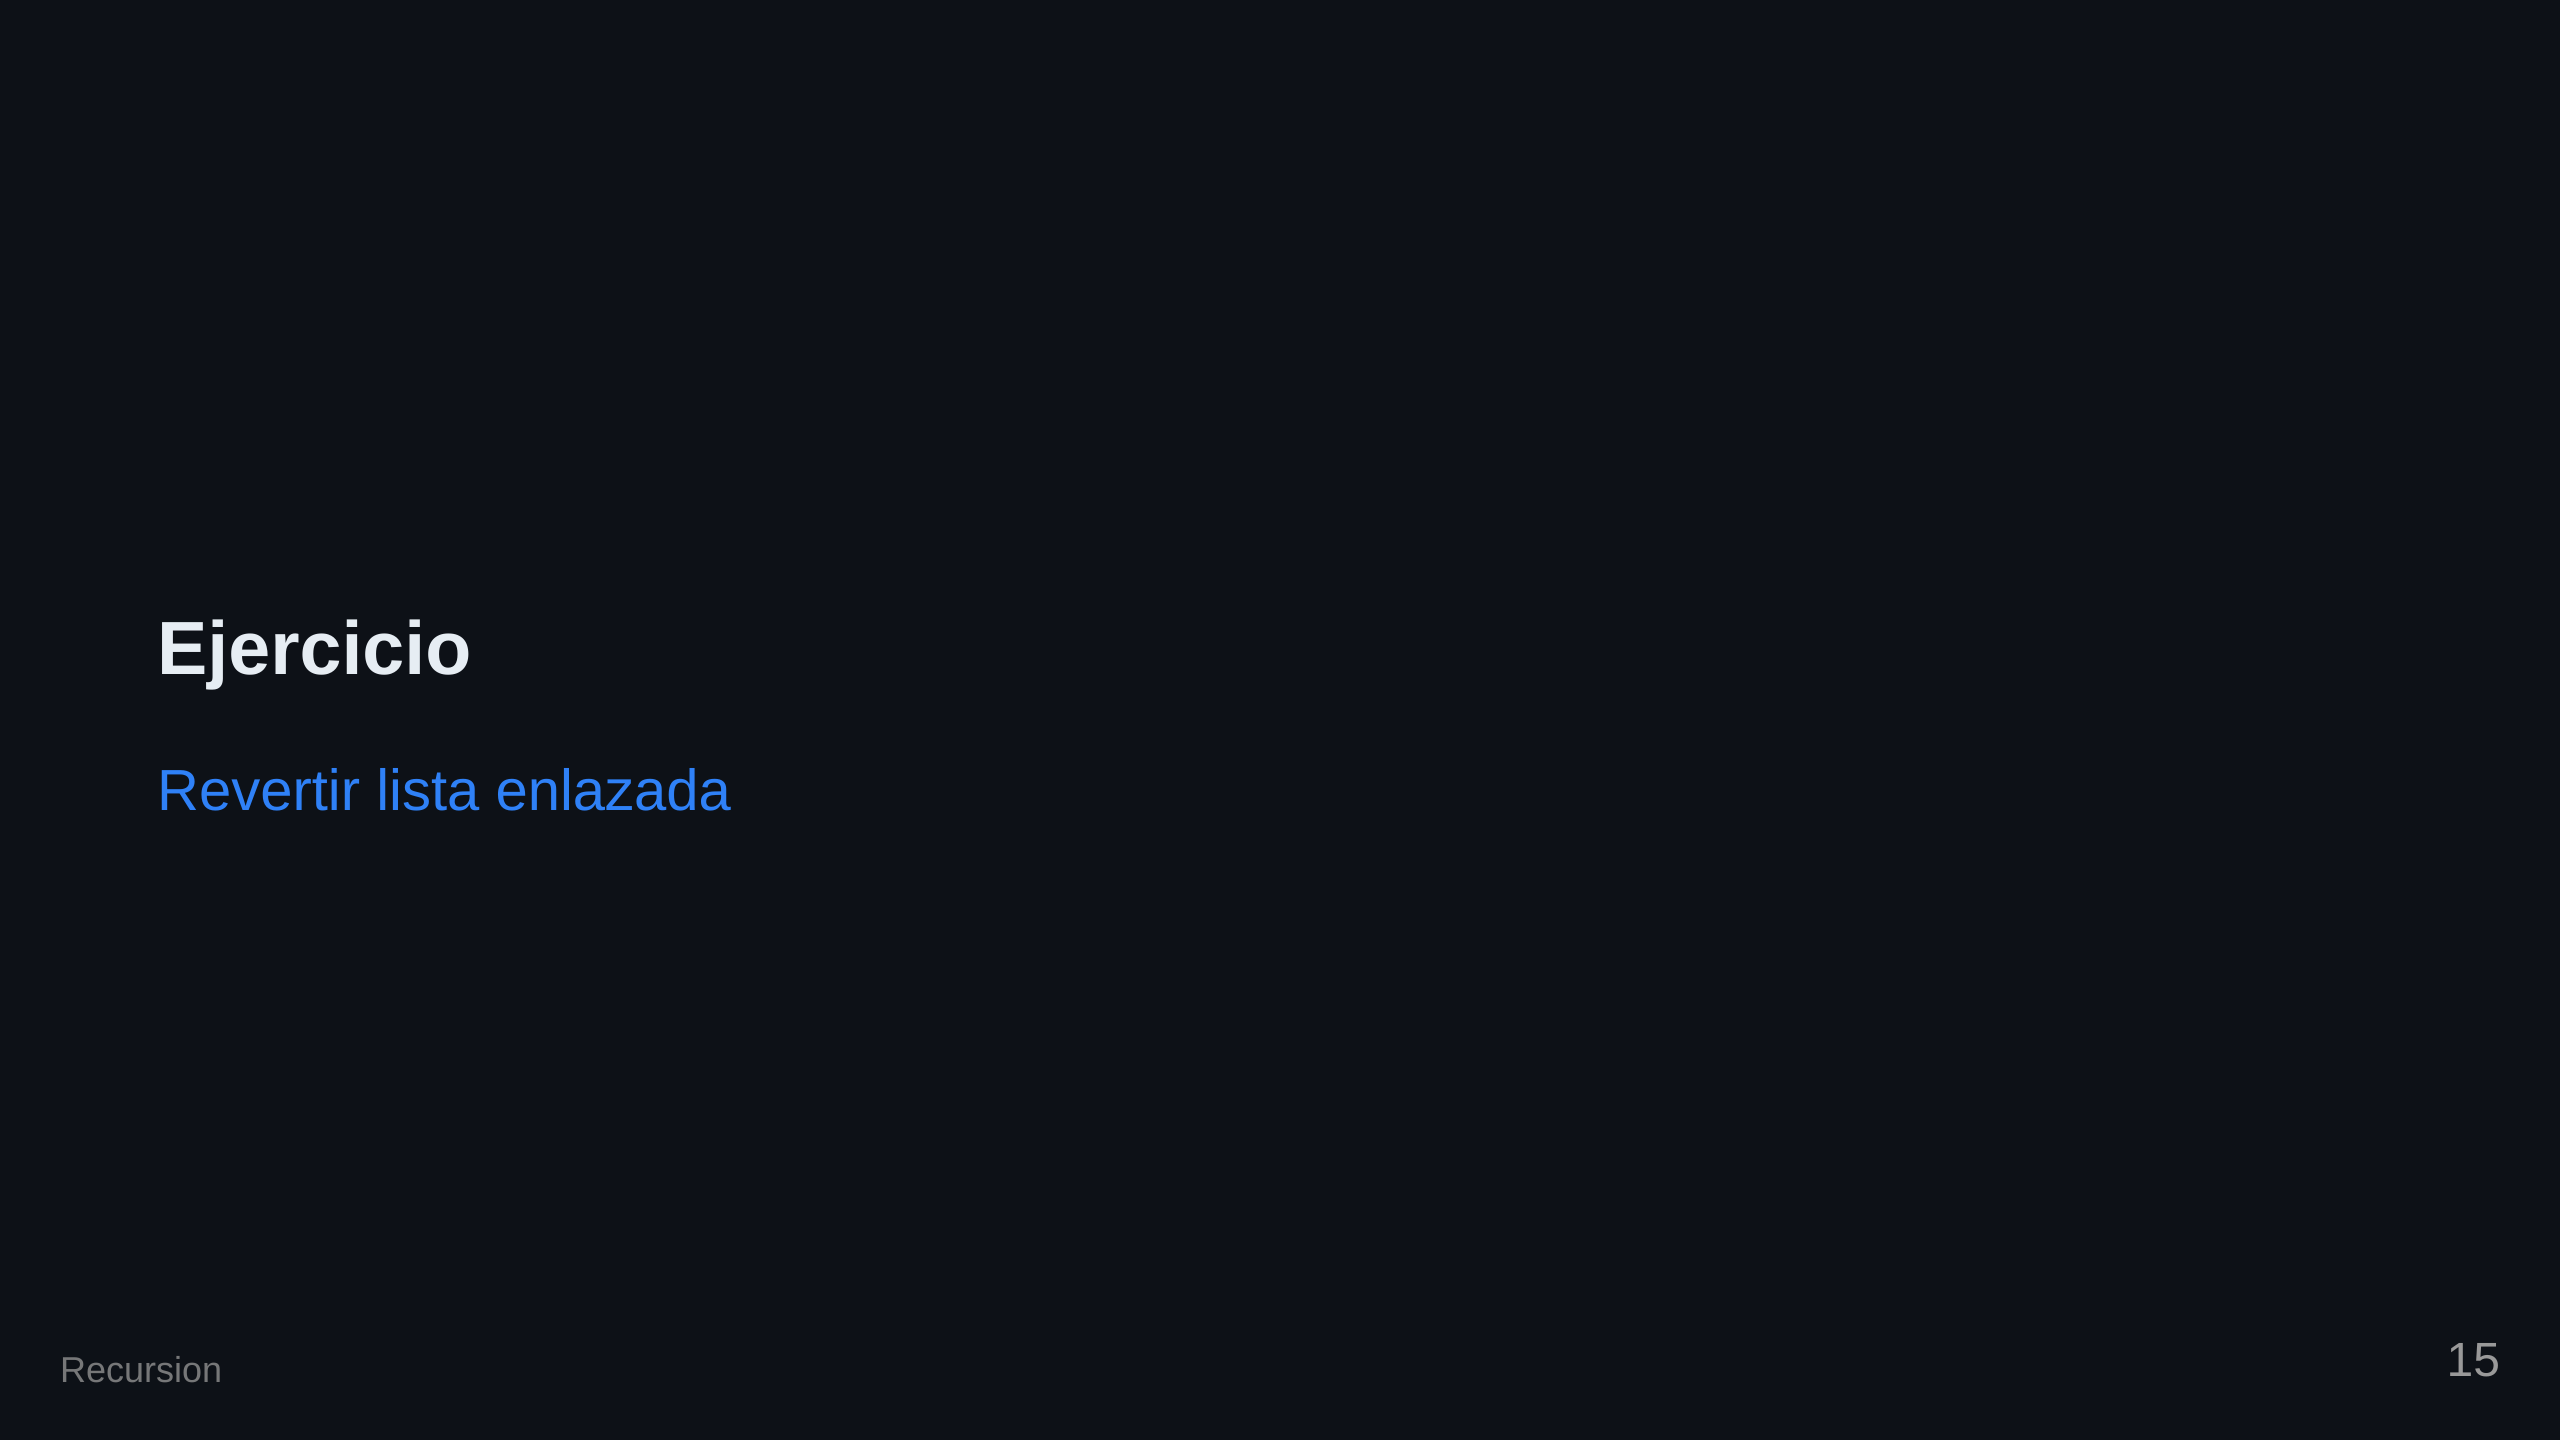 Ejercicio
Revertir lista enlazada
Recursion
15